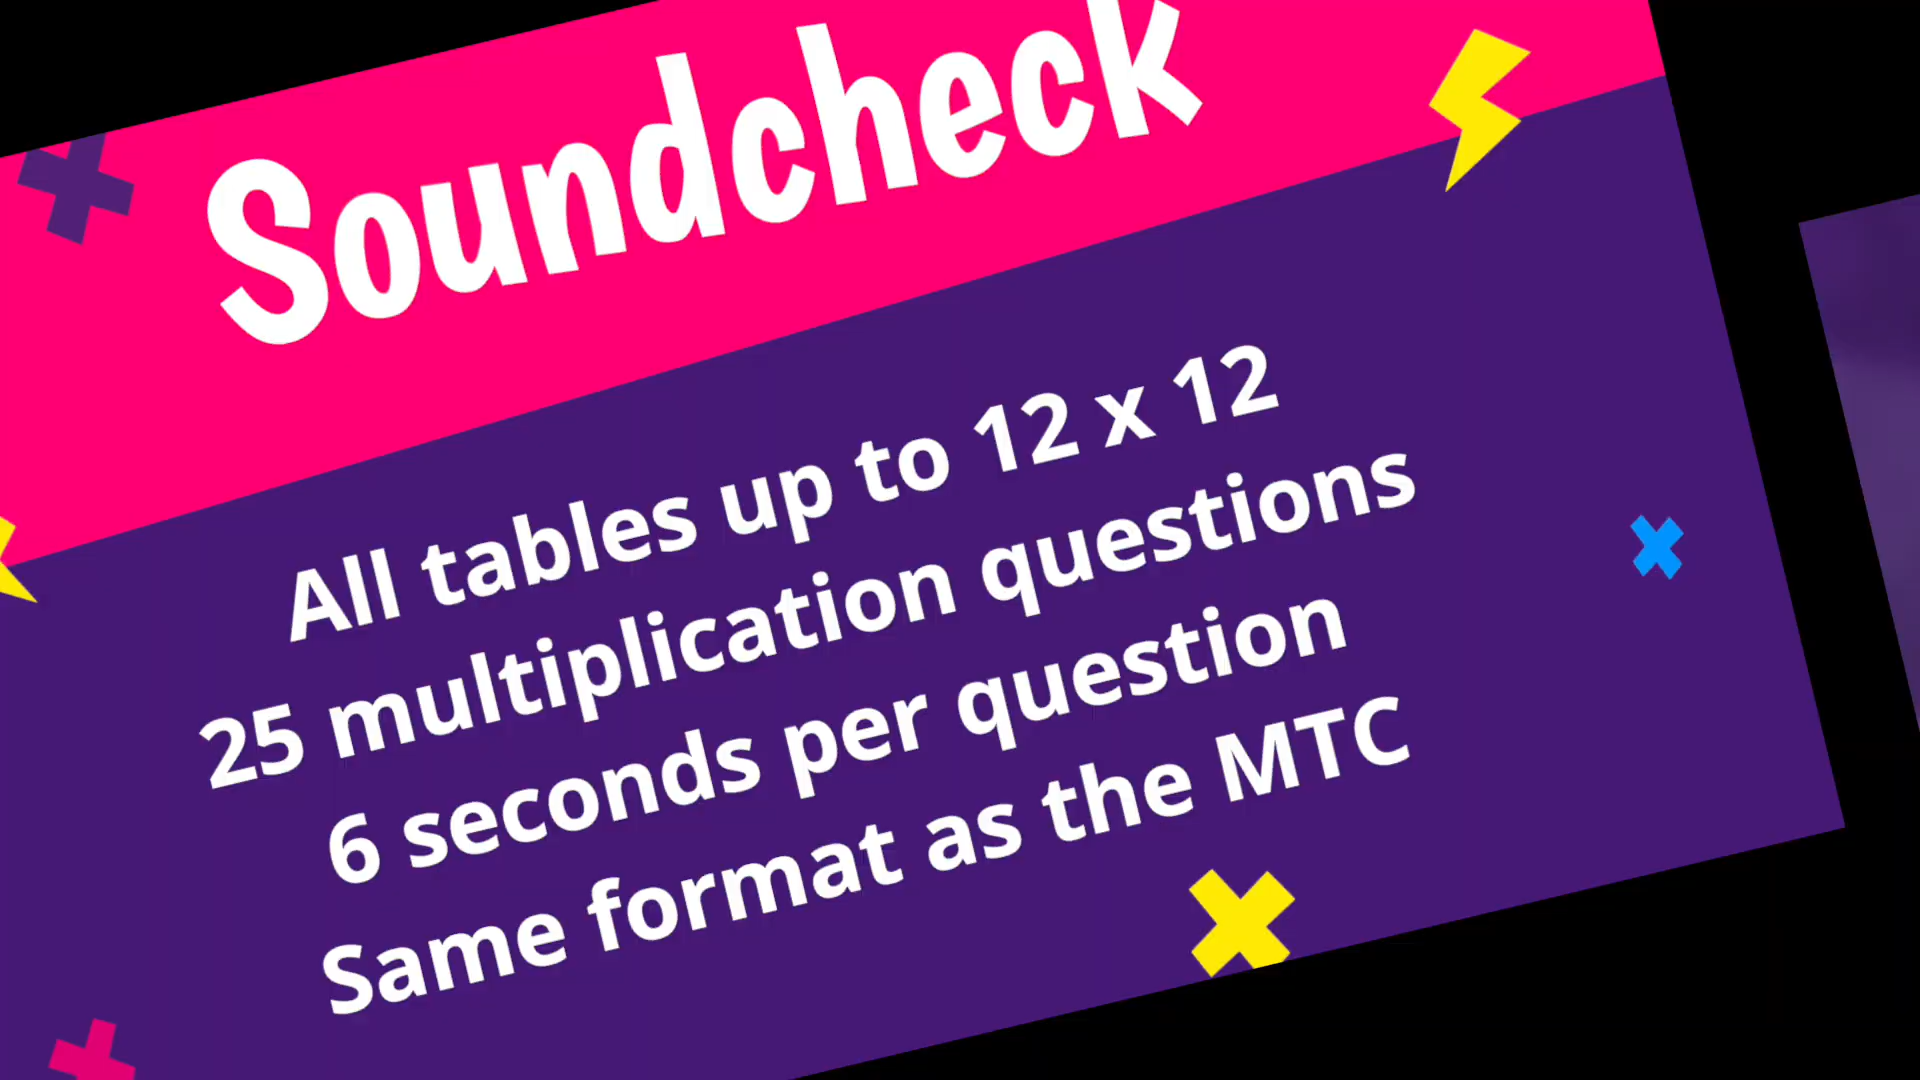 Soundcheck
All tables up to 12 x 12
25 multiplication questions
6 seconds per question
Same format as the MTC